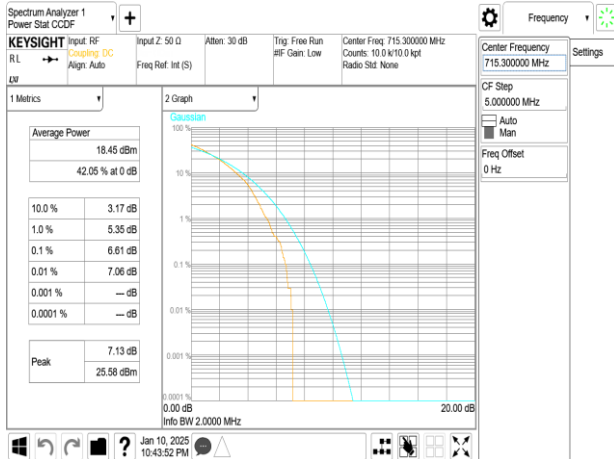 Spectrum Analyzer 1
Power Stat CCDF
+
Frequency
KEYSIGHT
RL
LXI
Input: RF
Coupling: DC
Align: Auto
Input Z: 50 Ω
Freq Ref: Int (S)
Atten: 30 dB
Trig: Free Run
#IF Gain: Low
Center Freq: 715.300000 MHz
Counts: 10.0 k/10.0 kpt
Radio Std: None
Center Frequency
715.300000 MHz
Settings
CF Step
5.000000 MHz
Auto
Man
Freq Offset
0 Hz
1 Metrics
Average Power
18.45 dBm
42.05 % at 0 dB
10.0 % 3.17 dB
1.0 % 5.35 dB
0.1 % 6.61 dB
0.01 % 7.06 dB
0.001 % --- dB
0.0001 % --- dB
Peak
7.13 dB
25.58 dBm
2 Graph
Gaussian
100 %
10 %
1 %
0.1 %
0.01 %
0.001 %
0.0001 %
0.00 dB 20.00 dB
Info BW 2.0000 MHz
?
Jan 10, 2025
10:43:52 PM